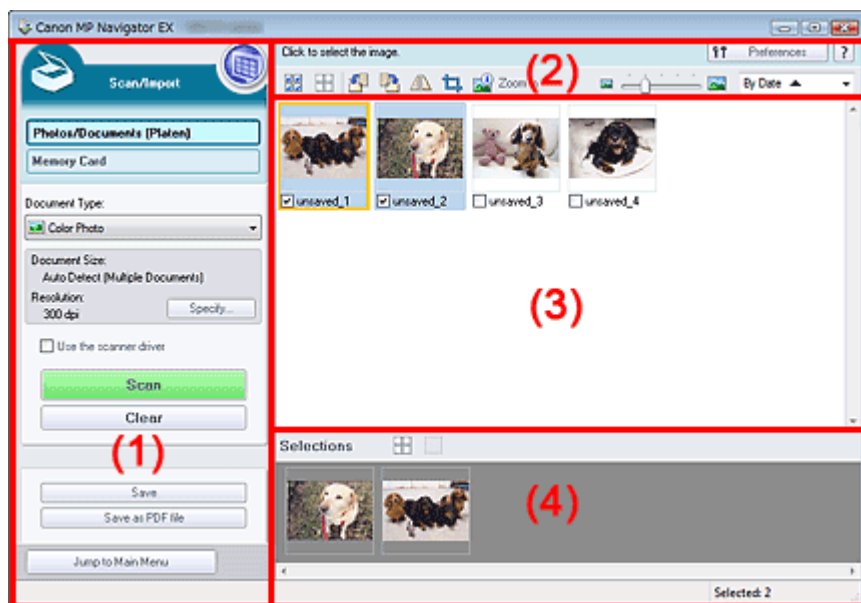 Canon MP Navigator EX
Scan/Import
Photos/Documents (Platen)
Memory Card
Document Type:
Color Photo
Document Size:
Auto Detect (Multiple Documents)
Resolution:
300 dpi
Specify...
Use the scanner driver
Scan
Clear
(1)
Save
Save as PDF file
Jump to Main Menu
Click to select the image.
Preferences
?
(2)
Zoom
By Date
unsaved_1
unsaved_2
unsaved_3
unsaved_4
(3)
Selections
(4)
Selected: 2